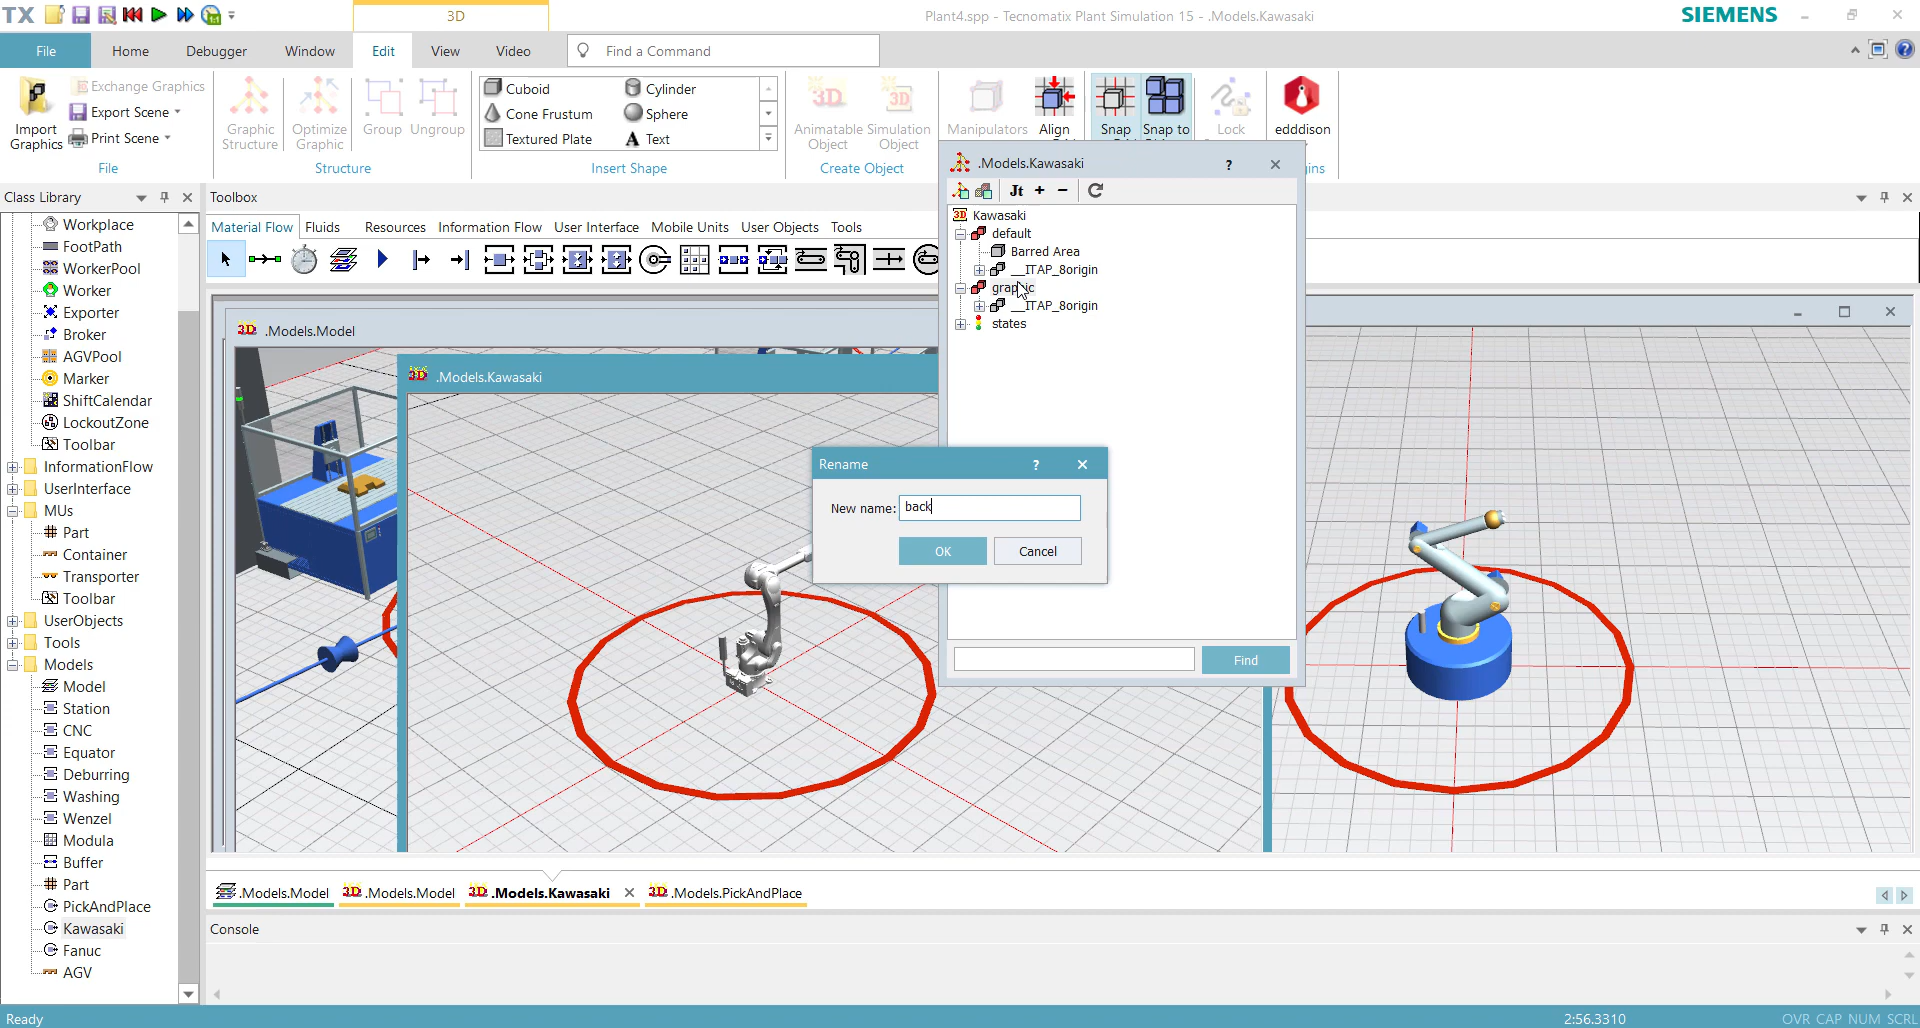 TX
3D
Plant4.spp - Tecnomatix Plant Simulation 15 - .Models.Kawasaki
SIEMENS
File
Home
Debugger
Window
Edit
View
Video
Find a Command
Import Graphics
Exchange Graphics
Export Scene
Print Scene
File
Graphic Structure
Optimize Graphic
Group
Ungroup
Structure
Cuboid
Cylinder
Cone Frustum
Sphere
Textured Plate
Text
Insert Shape
Animatable Object
Simulation Object
Create Object
Manipulators
Align
Snap
Snap to
Lock
edddison
Class Library
Workplace
FootPath
WorkerPool
Worker
Exporter
Broker
AGVPool
Marker
ShiftCalendar
LockoutZone
Toolbar
InformationFlow
UserInterface
MUs
Part
Container
Transporter
Toolbar
UserObjects
Tools
Models
Model
Station
CNC
Equator
Deburring
Washing
Wenzel
Modula
Buffer
Part
PickAndPlace
Kawasaki
Fanuc
AGV
Toolbox
Material Flow
Fluids
Resources
Information Flow
User Interface
Mobile Units
User Objects
Tools
3D .Models.Model
3D .Models.Kawasaki
.Models.Kawasaki
?
Jt + −
3D Kawasaki
default
Barred Area
__ITAP_8origin
graphic
__ITAP_8origin
states
Find
Rename
?
New name: back
OK
Cancel
.Models.Model
3D .Models.Model
3D .Models.Kawasaki
3D .Models.PickAndPlace
Console
Ready
2:56.3310
OVR CAP NUM SCRL